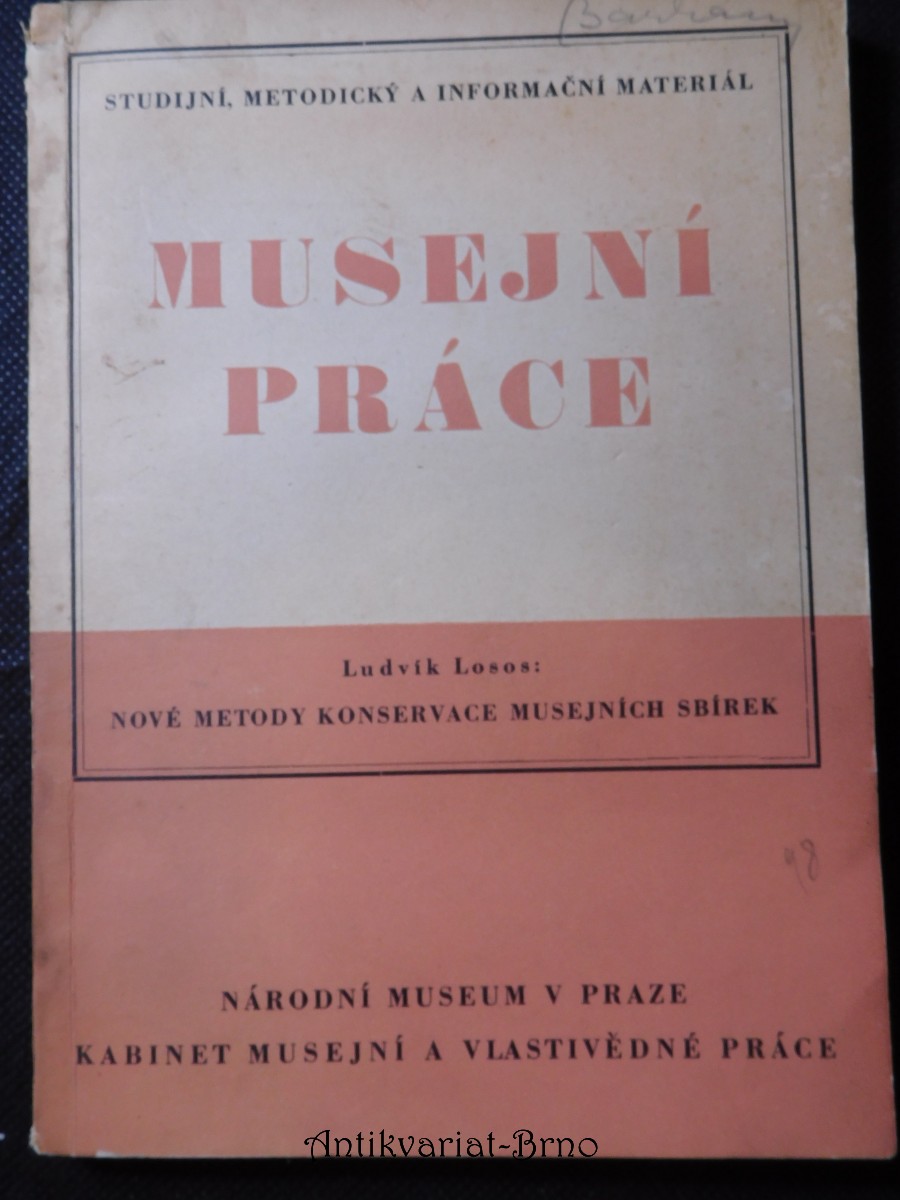 STUDIJNÍ, METODICKÝ A INFORMAČNÍ MATERIÁL
MUSEJNÍ
PRÁCE
Ludvík Losos:
NOVÉ METODY KONSERVACE MUSEJNÍCH SBÍREK
NÁRODNÍ MUSEUM V PRAZE
KABINET MUSEJNÍ A VLASTIVĚDNÉ PRÁCE
Antikvariat-Brno